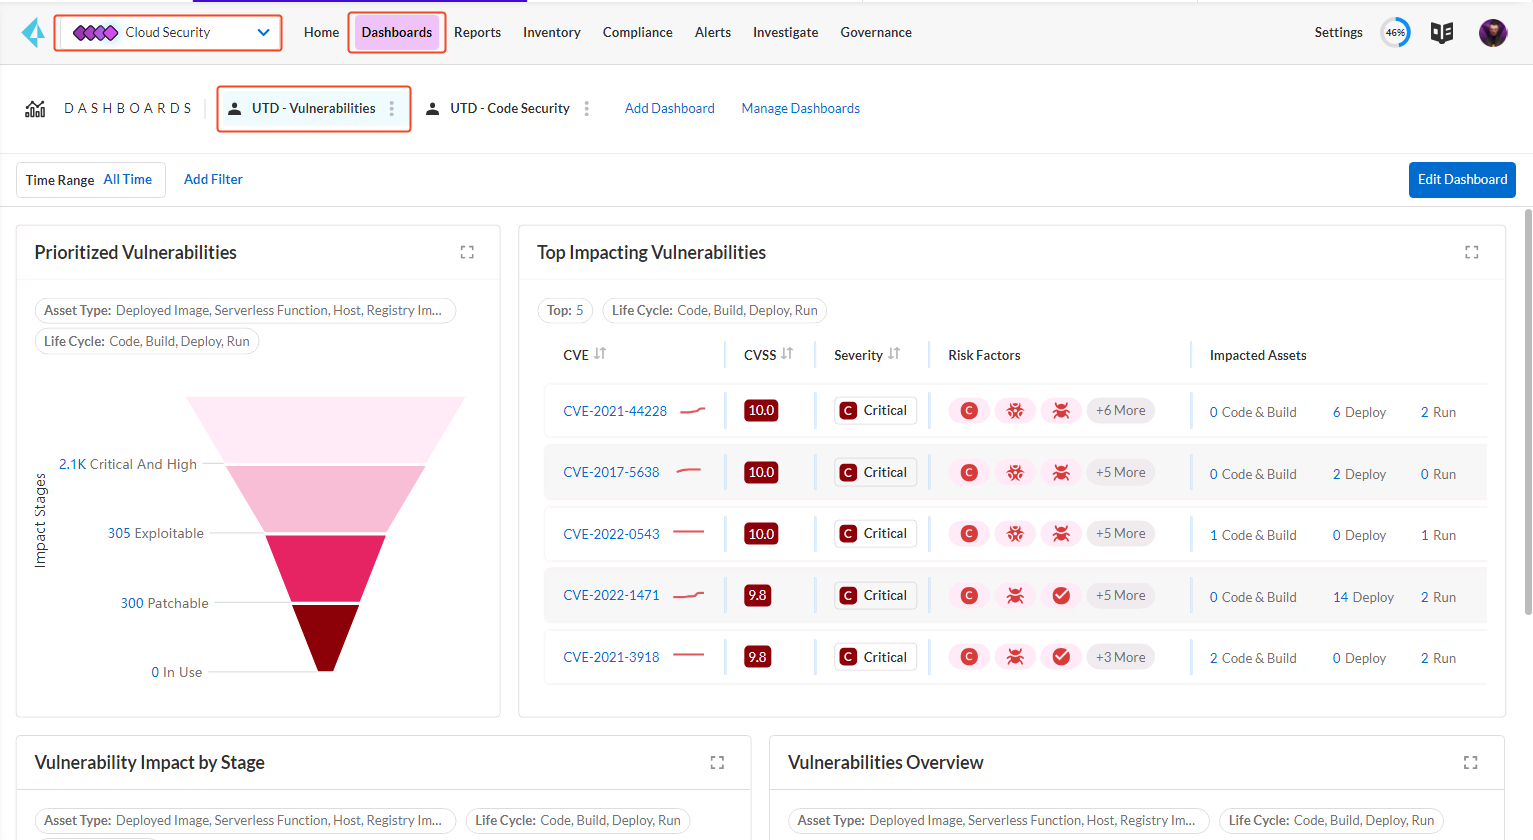 Cloud Security Home Dashboards Reports Inventory Compliance Alerts Investigate Governance Settings 46%
DASHBOARDS UTD - Vulnerabilities UTD - Code Security Add Dashboard Manage Dashboards
Time Range All Time Add Filter Edit Dashboard
Prioritized Vulnerabilities
Asset Type: Deployed Image, Serverless Function, Host, Registry Im...
Life Cycle: Code, Build, Deploy, Run
Impact Stages
2.1K Critical And High
305 Exploitable
300 Patchable
0 In Use
Top Impacting Vulnerabilities
Top: 5 Life Cycle: Code, Build, Deploy, Run
CVE CVSS Severity Risk Factors Impacted Assets
CVE-2021-44228 10.0 C Critical C +6 More 0 Code & Build 6 Deploy 2 Run
CVE-2017-5638 10.0 C Critical C +5 More 0 Code & Build 2 Deploy 0 Run
CVE-2022-0543 10.0 C Critical C +5 More 1 Code & Build 0 Deploy 1 Run
CVE-2022-1471 9.8 C Critical C +5 More 0 Code & Build 14 Deploy 2 Run
CVE-2021-3918 9.8 C Critical C +3 More 2 Code & Build 0 Deploy 2 Run
Vulnerability Impact by Stage
Asset Type: Deployed Image, Serverless Function, Host, Registry Im... Life Cycle: Code, Build, Deploy, Run
Vulnerabilities Overview
Asset Type: Deployed Image, Serverless Function, Host, Registry Im... Life Cycle: Code, Build, Deploy, Run